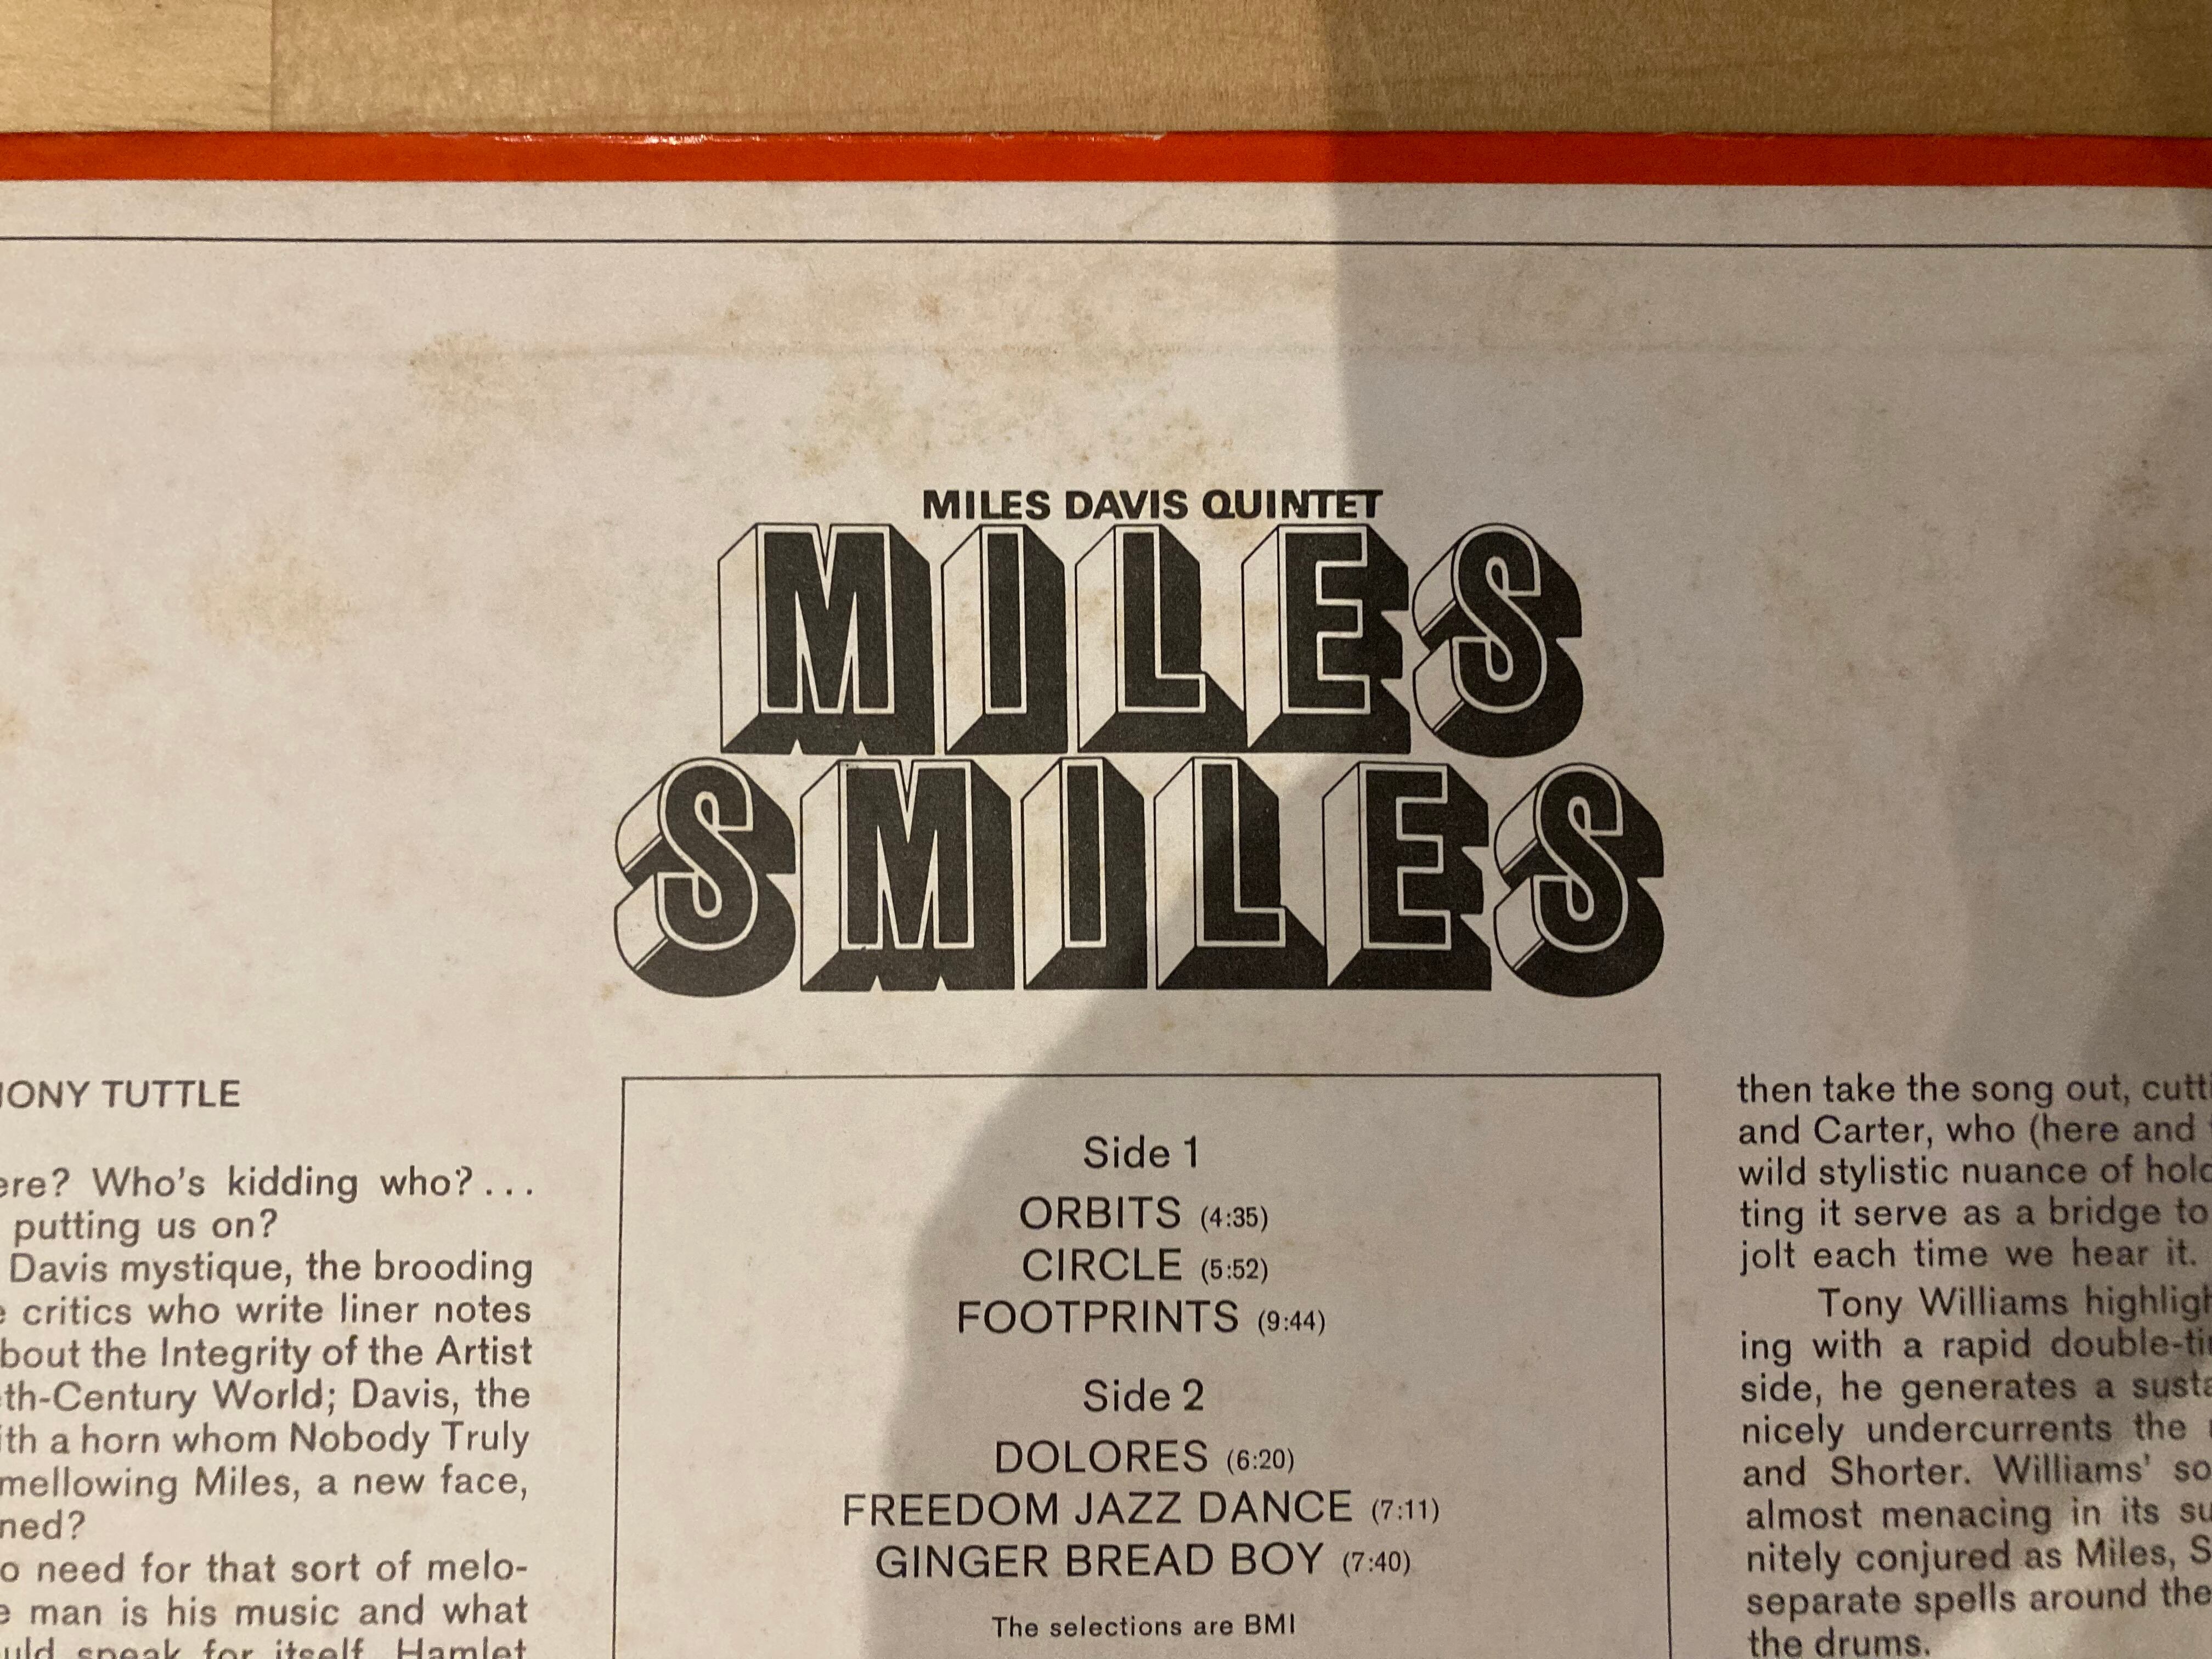 MILES DAVIS QUINTET
MILES
SMILES
TUTTLE
Who's kidding who?...
putting us on?
Davis mystique, the brooding
critics who write liner notes
the Integrity of the Artist
World; Davis, the
a horn whom Nobody Truly
mellowing Miles, a new face,
need for that sort of melo-
man is his music and what
speak for itself. Hamlet
Side 1
ORBITS (4:35)
CIRCLE (5:52)
FOOTPRINTS (9:44)
Side 2
DOLORES (6:20)
FREEDOM JAZZ DANCE (7:11)
GINGER BREAD BOY (7:40)
The selections are BMI
then take the song out,
and Carter, who (here and
wild stylistic nuance of
ting it serve as a bridge to
jolt each time we hear it.
Tony Williams
ing with a rapid
side, he generates a
nicely undercurrents the
and Shorter. Williams'
almost menacing in its
nitely conjured as Miles,
separate spells around the
the drums.